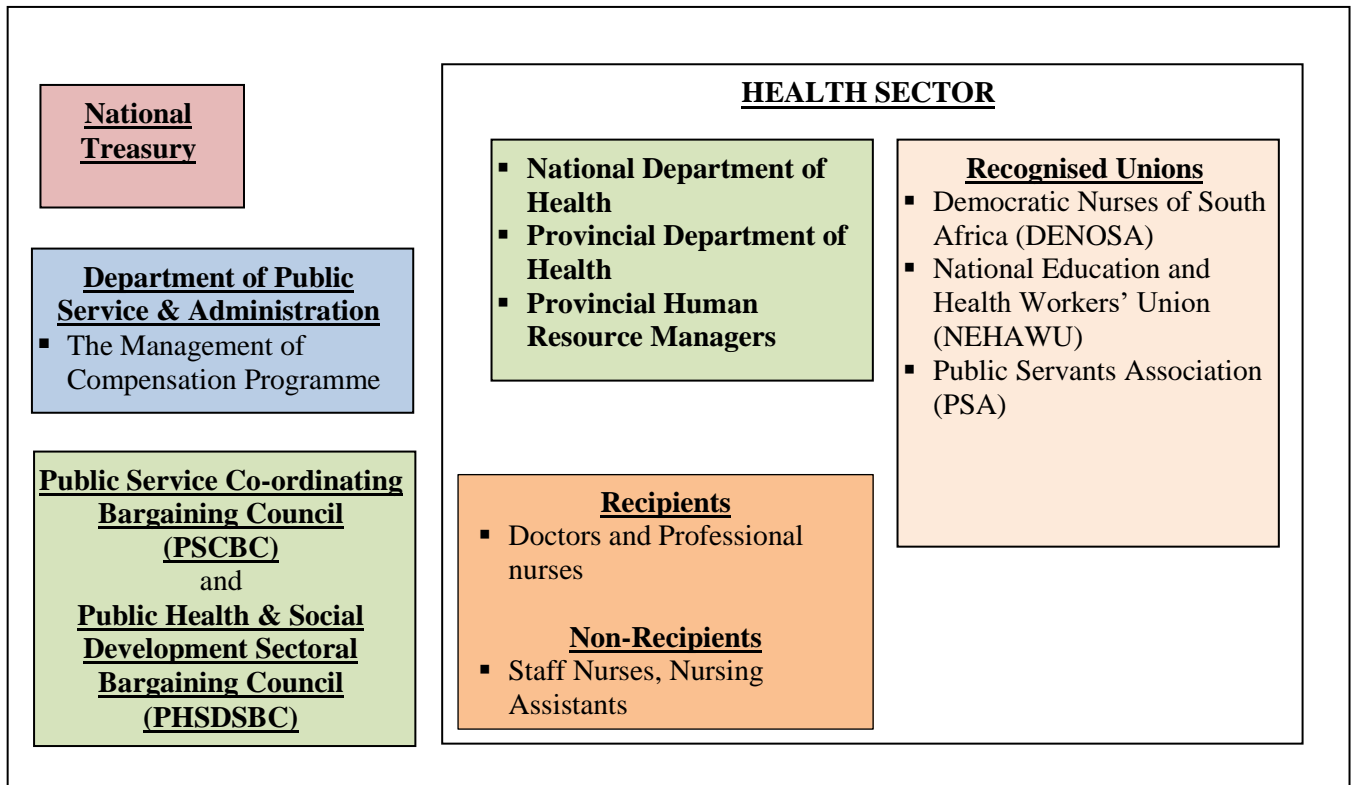 National
Treasury
Department of Public
Service & Administration
▪ The Management of
Compensation Programme
Public Service Co-ordinating
Bargaining Council
(PSCBC)
and
Public Health & Social
Development Sectoral
Bargaining Council
(PHSDSBC)
HEALTH SECTOR
▪ National Department of
Health
▪ Provincial Department of
Health
▪ Provincial Human
Resource Managers
Recognised Unions
▪ Democratic Nurses of South
Africa (DENOSA)
▪ National Education and
Health Workers’ Union
(NEHAWU)
▪ Public Servants Association
(PSA)
Recipients
▪ Doctors and Professional
nurses
Non-Recipients
▪ Staff Nurses, Nursing
Assistants